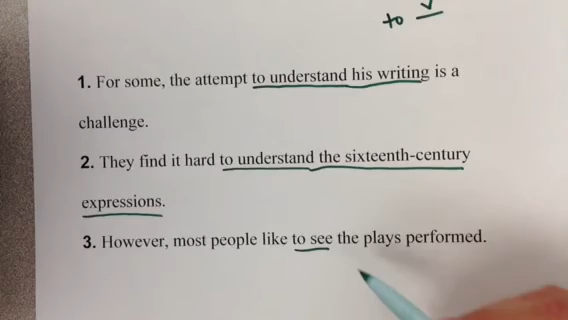 to v
1. For some, the attempt to understand his writing is a
challenge.
2. They find it hard to understand the sixteenth-century
expressions.
3. However, most people like to see the plays performed.